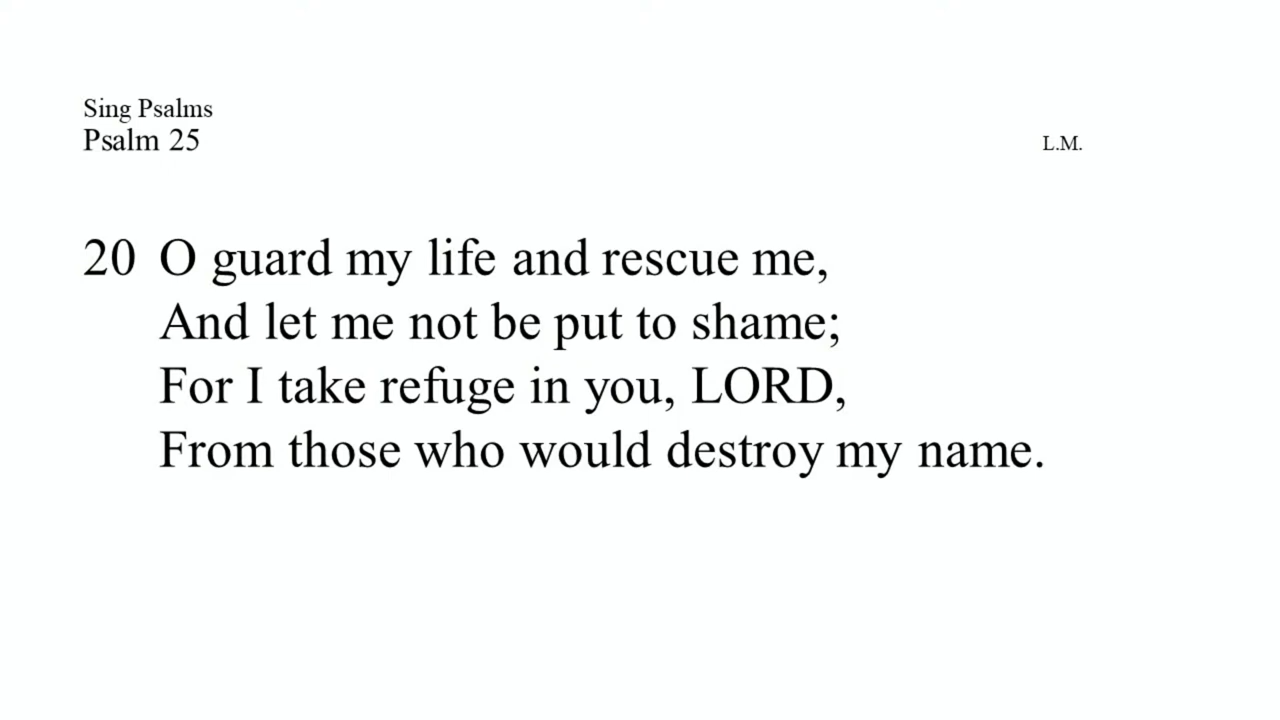 Sing Psalms
Psalm 25
L.M.
20 O guard my life and rescue me,
And let me not be put to shame;
For I take refuge in you, LORD,
From those who would destroy my name.